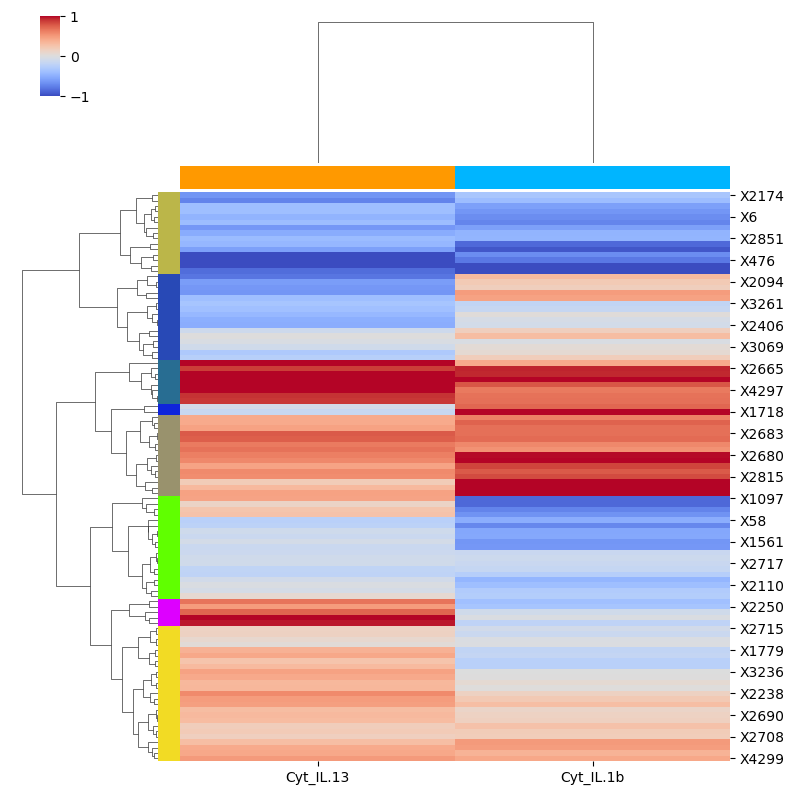 1
0
−1
X2174
X6
X2851
X476
X2094
X3261
X2406
X3069
X2665
X4297
X1718
X2683
X2680
X2815
X1097
X58
X1561
X2717
X2110
X2250
X2715
X1779
X3236
X2238
X2690
X2708
X4299
Cyt_IL.13 Cyt_IL.1b